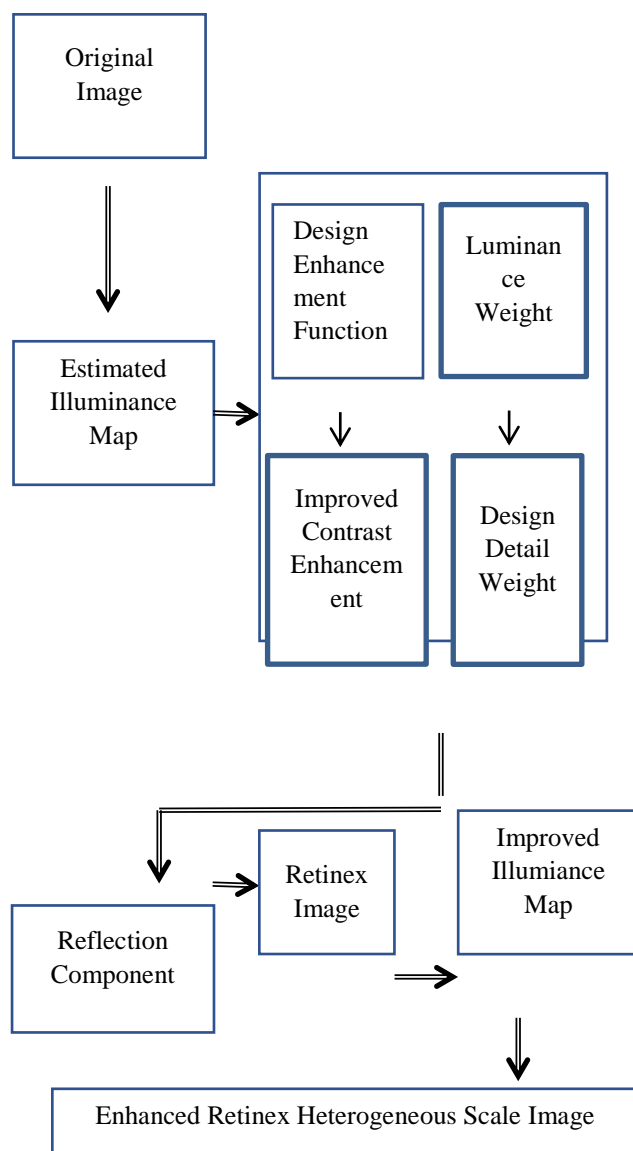 Original
Image
Design
Enhance
ment
Function
Luminan
ce
Weight
Estimated
Illuminance
Map
Improved
Contrast
Enhancem
ent
Design
Detail
Weight
Improved
Illumiance
Map
Retinex
Image
Reflection
Component
Enhanced Retinex Heterogeneous Scale Image